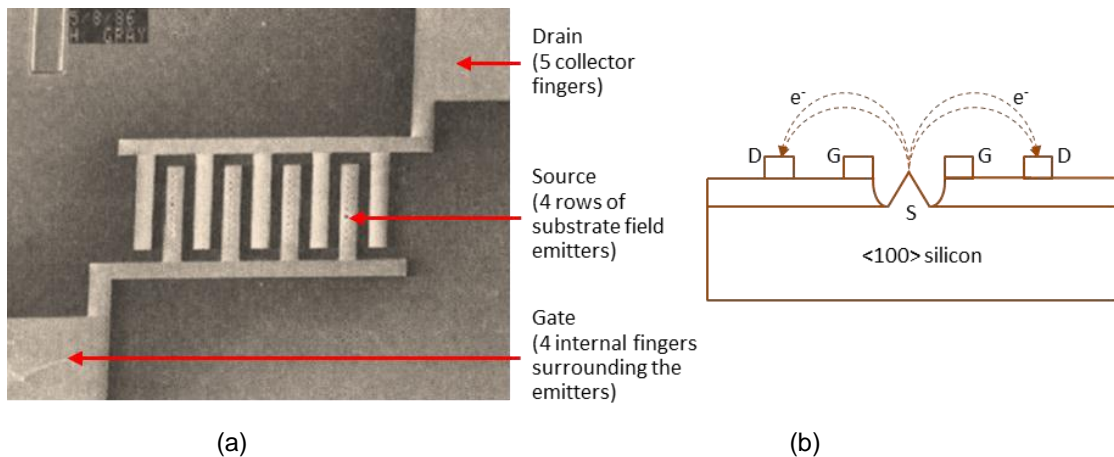 5/8/86
H GRAY
Drain
(5 collector
fingers)
Source
(4 rows of
substrate field
emitters)
Gate
(4 internal fingers
surrounding the
emitters)
(a)
e-
e-
D
G
G
D
S
<100> silicon
(b)